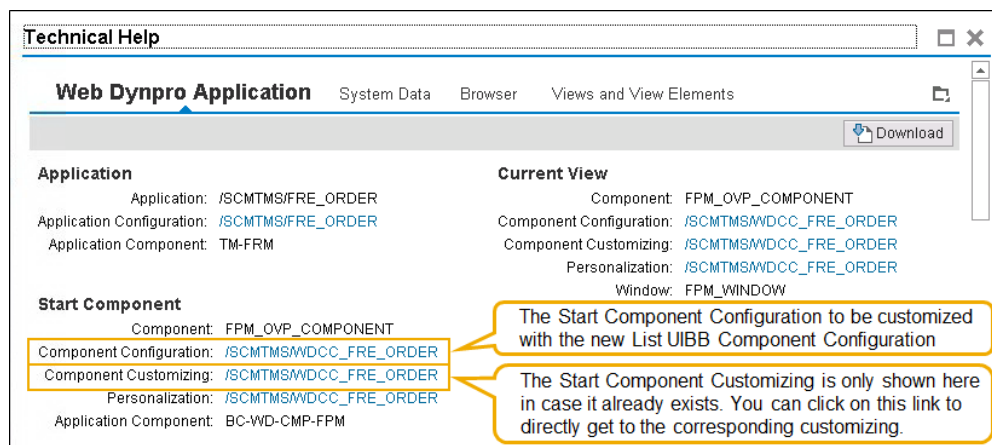 Technical Help
Web Dynpro Application System Data Browser Views and View Elements
Download
Application
Application: /SCMTMS/FRE_ORDER
Application Configuration: /SCMTMS/FRE_ORDER
Application Component: TM-FRM
Current View
Component: FPM_OVP_COMPONENT
Component Configuration: /SCMTMS/WDCC_FRE_ORDER
Component Customizing: /SCMTMS/WDCC_FRE_ORDER
Personalization: /SCMTMS/WDCC_FRE_ORDER
Window: FPM_WINDOW
Start Component
Component: FPM_OVP_COMPONENT
Component Configuration: /SCMTMS/WDCC_FRE_ORDER
Component Customizing: /SCMTMS/WDCC_FRE_ORDER
Personalization: /SCMTMS/WDCC_FRE_ORDER
Application Component: BC-WD-CMP-FPM
The Start Component Configuration to be customized
with the new List UIBB Component Configuration
The Start Component Customizing is only shown here
in case it already exists. You can click on this link to
directly get to the corresponding customizing.